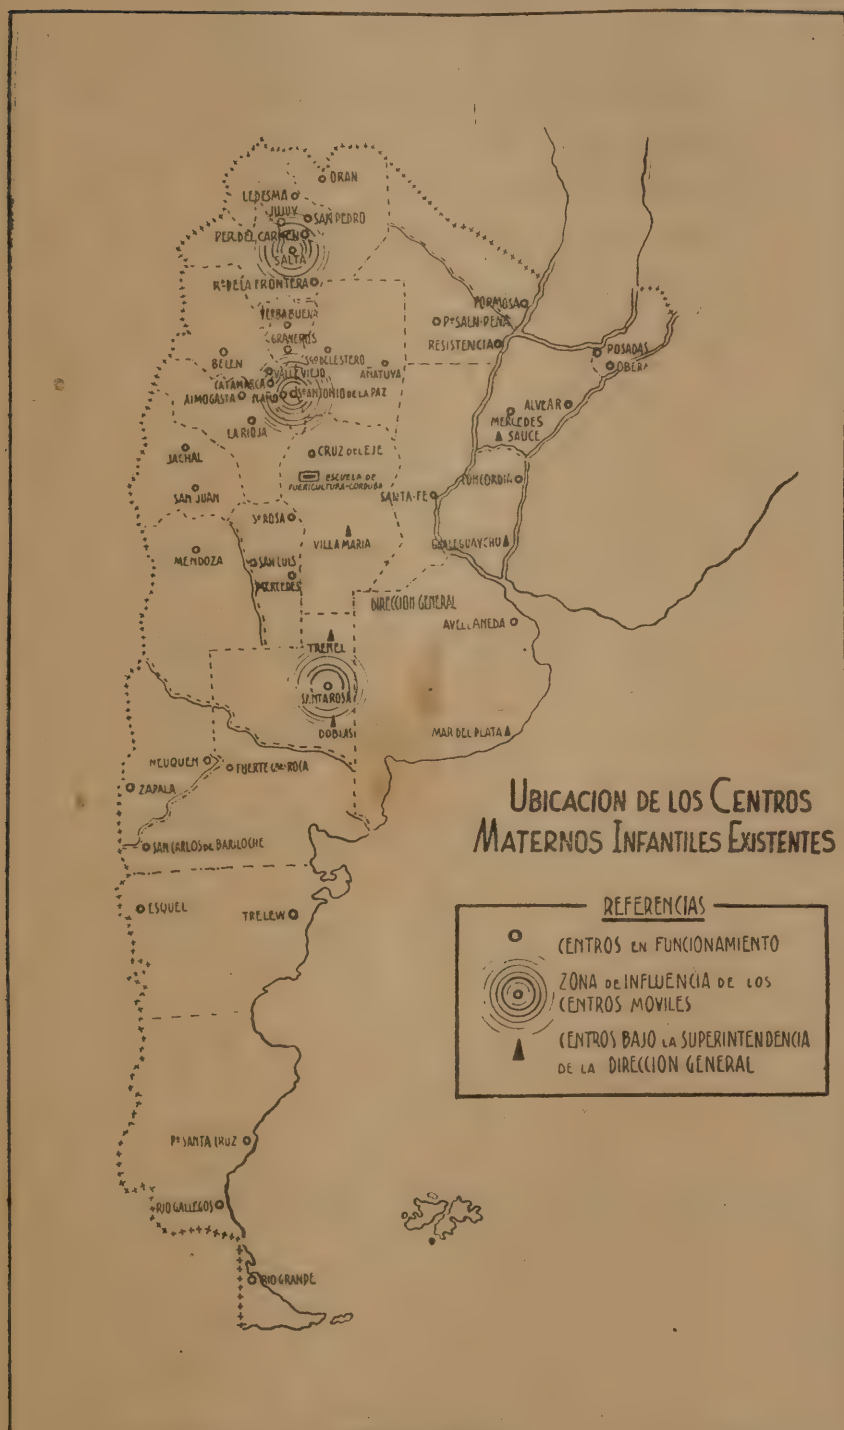 ORAN
LEDESMA
JUJUY
SAN PEDRO
PER. DEL CARMEN
SALTA
Rº DE LA FRONTERA
YERBA BUENA
GRANEROS
FORMOSA
Pº SAEN-PEÑA
RESISTENCIA
POSADAS
OBERA
BELEN
Sgº DEL ESTERO
AÑATUYA
VALLE VIEJO
CATAMARCA
AIMOGASTA
Sⁿ ANTONIO DE LA PAZ
ALVEAR
MERCEDES
SAUCE
LA RIOJA
JACHAL
CRUZ DEL EJE
ESCUELA DE
PUERICULTURA-CORDOBA
SAN JUAN
SANTA-FE
CONCORDIA
Sª ROSA
VILLA MARIA
GUALEGUAYCHU
MENDOZA
SAN LUIS
MERCEDES
DIRECCION GENERAL
AVELLANEDA
TRENEL
SANTA ROSA
DOBLAS
MAR DEL PLATA
NEUQUEN
FUERTE GRAL ROCA
ZAPALA
SAN CARLOS DE BARILOCHE
ESQUEL
TRELEW
Pº SANTA CRUZ
RIO GALLEGOS
RIO GRANDE
UBICACION DE LOS CENTROS
MATERNOS INFANTILES EXISTENTES
REFERENCIAS
CENTROS EN FUNCIONAMIENTO
ZONA DE INFLUENCIA DE LOS
CENTROS MOVILES
CENTROS BAJO LA SUPERINTENDENCIA
DE LA DIRECCION GENERAL